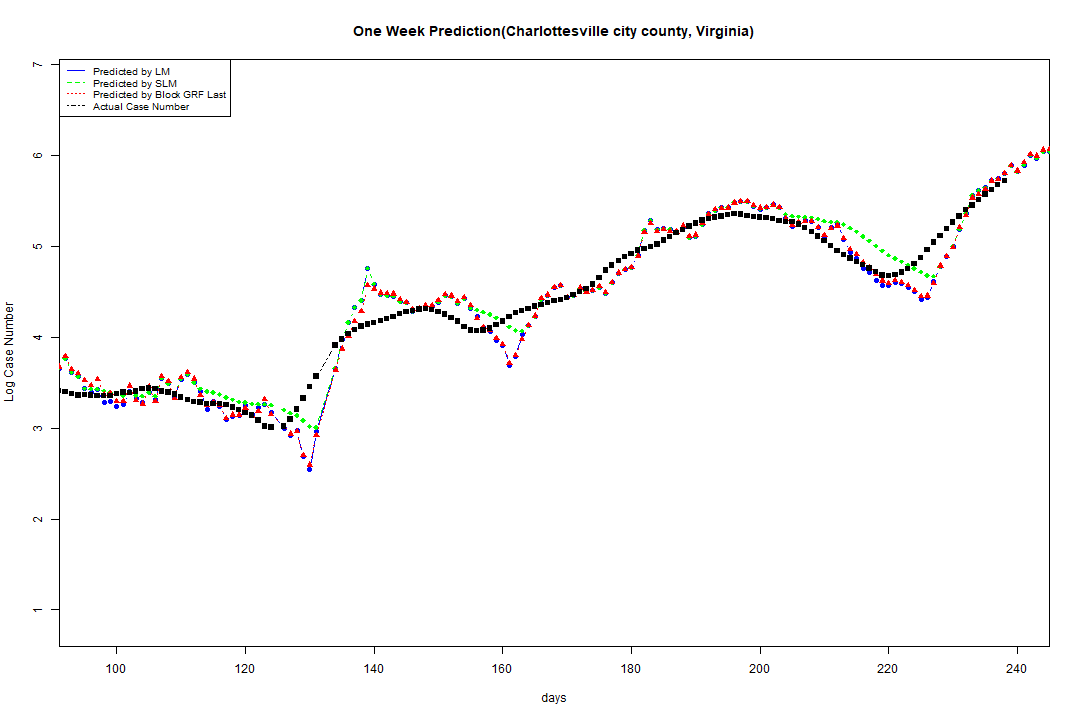 One Week Prediction(Charlottesville city county, Virginia)
Predicted by LM
Predicted by SLM
Predicted by Block GRF Last
Actual Case Number
7
6
5
4
3
2
1
Log Case Number
100 120 140 160 180 200 220 240
days